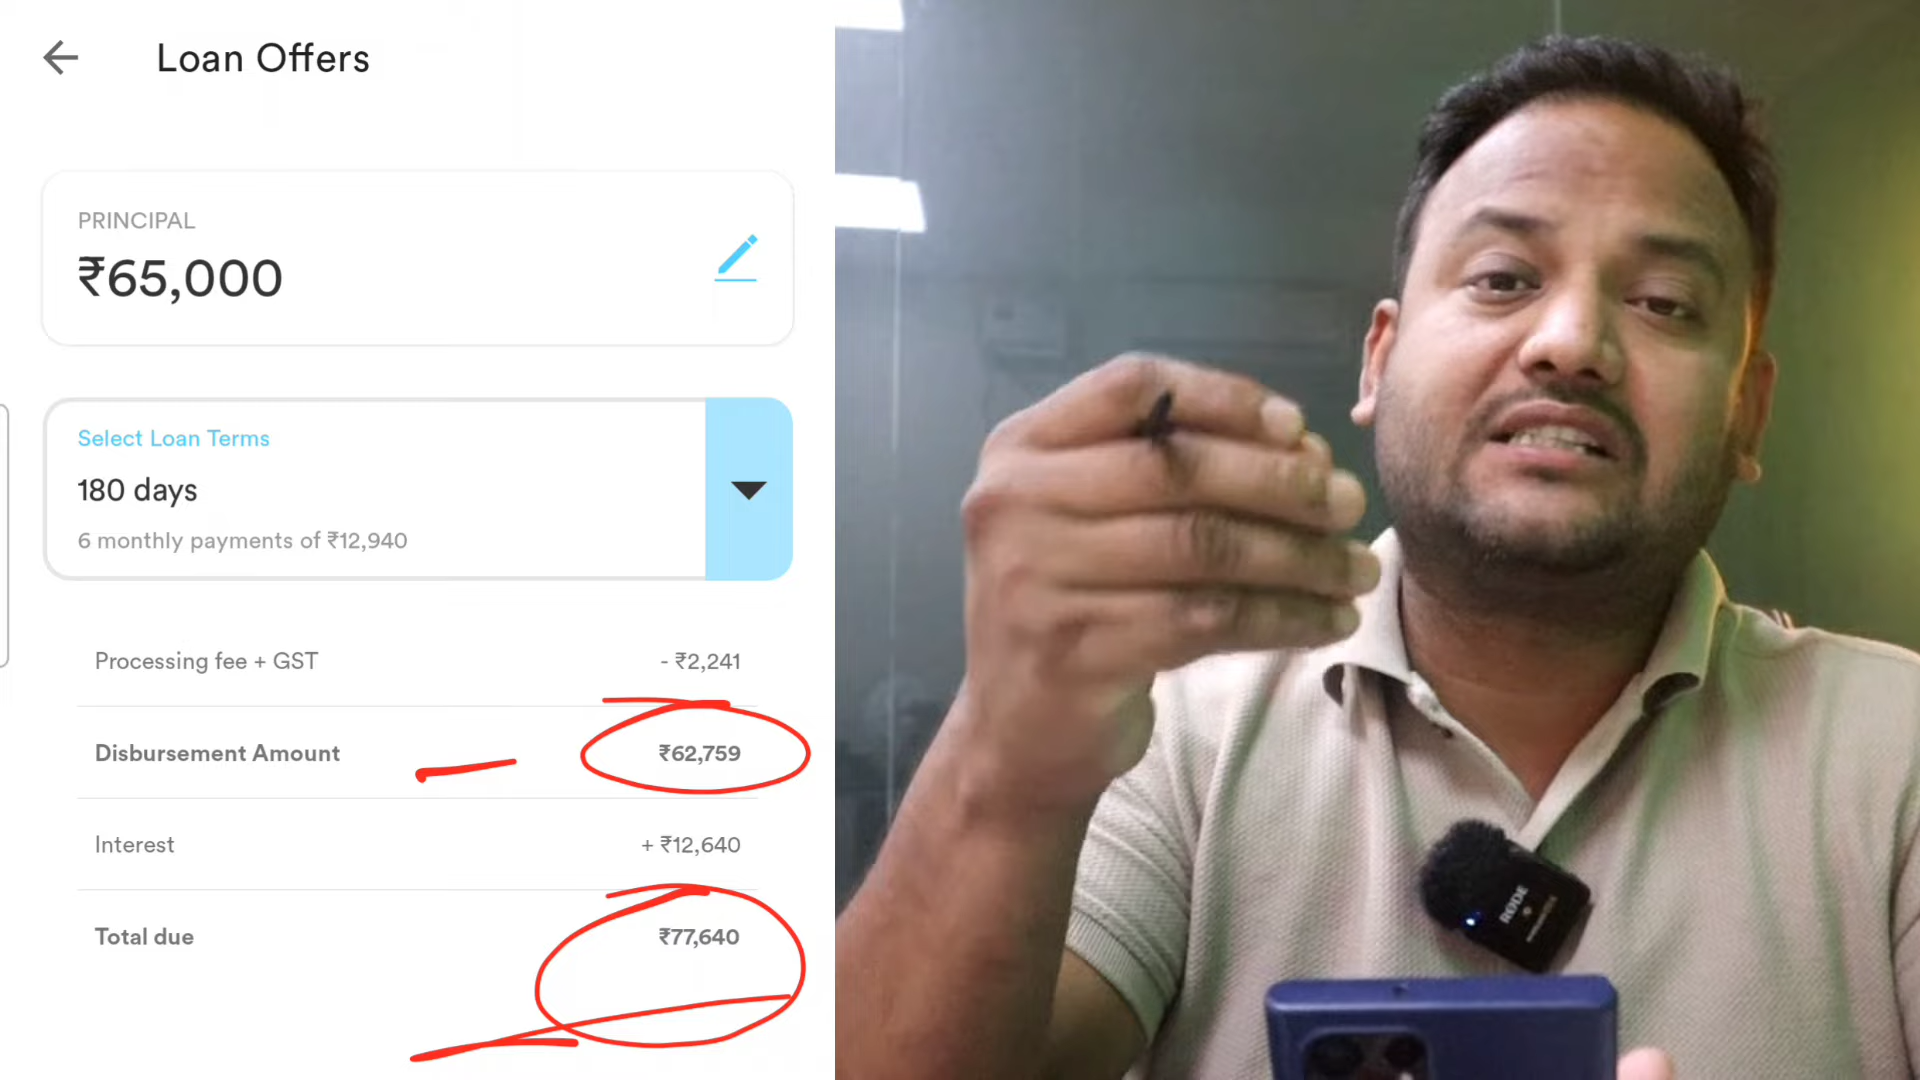 Loan Offers
PRINCIPAL
₹65,000
Select Loan Terms
180 days
6 monthly payments of ₹12,940
Processing fee + GST - ₹2,241
Disbursement Amount ₹62,759
Interest + ₹12,640
Total due ₹77,640
RØDE